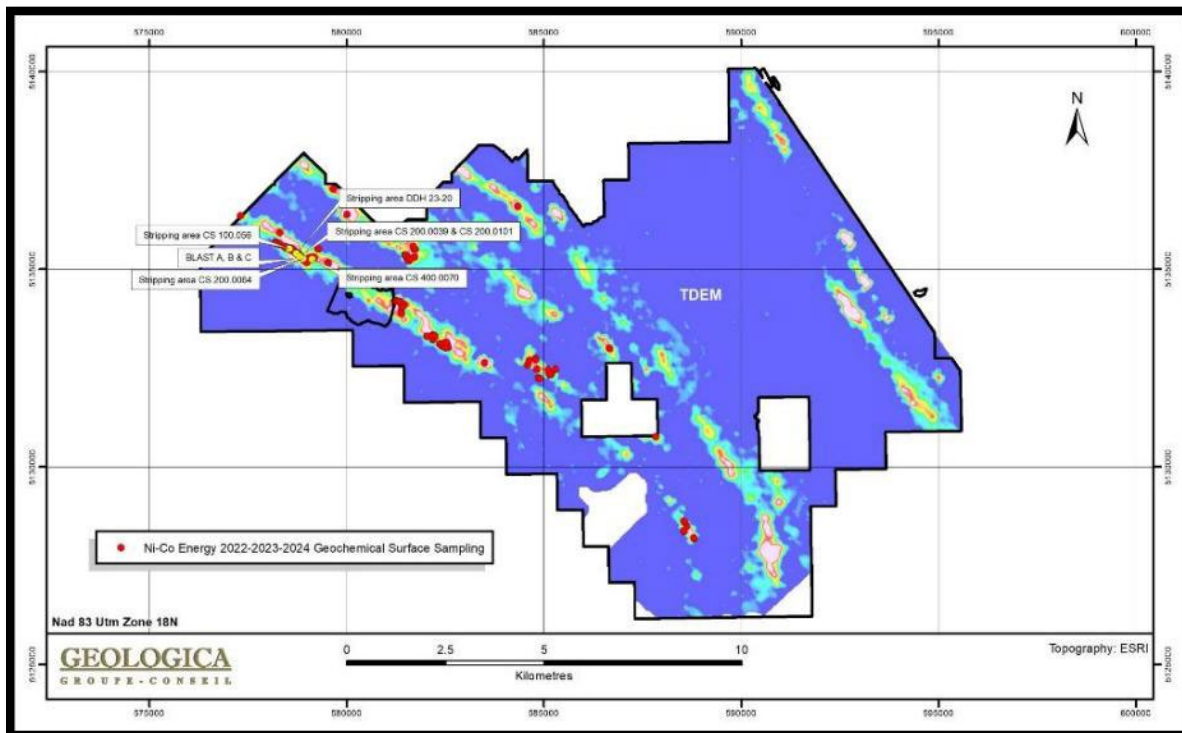 575000 580000 585000 590000 595000 600000
5140000 5140000
N
Stripping area DDH 23-20
Stripping area CS 100.056
Stripping area CS 200.0039 & CS 200.0101
BLAST A, B & C
5135000 5135000
Stripping area CS 200.0064
Stripping area CS 400.0070
TDEM
5130000 5130000
Ni-Co Energy 2022-2023-2024 Geochemical Surface Sampling
Nad 83 Utm Zone 18N
GEOLOGICA
GROUPE-CONSEIL
0 2.5 5 10
Kilometres
Topography: ESRI
5125000 5125000
575000 580000 585000 590000 595000 600000